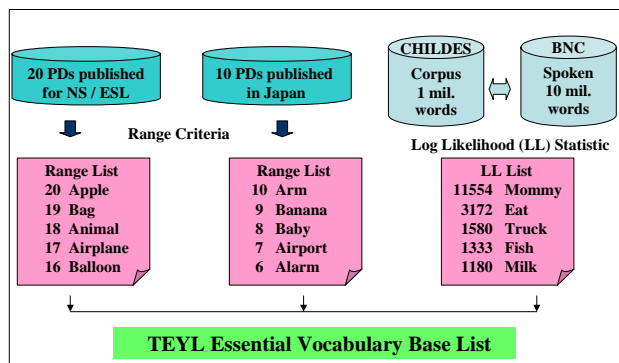 20 PDs published
for NS / ESL
10 PDs published
in Japan
CHILDES
Corpus
1 mil.
words
BNC
Spoken
10 mil.
words
Range Criteria
Log Likelihood (LL) Statistic
Range List
20 Apple
19 Bag
18 Animal
17 Airplane
16 Balloon
Range List
10 Arm
9 Banana
8 Baby
7 Airport
6 Alarm
LL List
11554 Mommy
3172 Eat
1580 Truck
1333 Fish
1180 Milk
TEYL Essential Vocabulary Base List